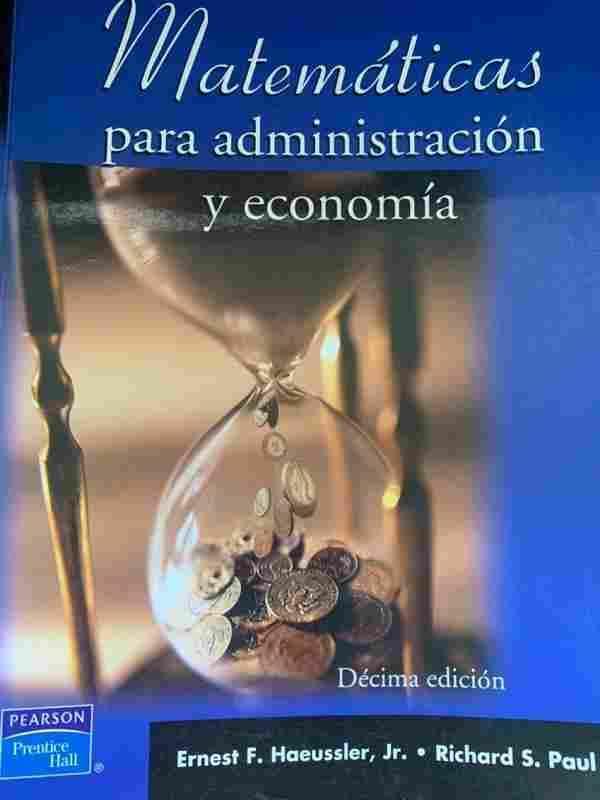 Matemáticas
para administración
y economía
Décima edición
PEARSON
Prentice
Hall ®
Ernest F. Haeussler, Jr. • Richard S. Paul